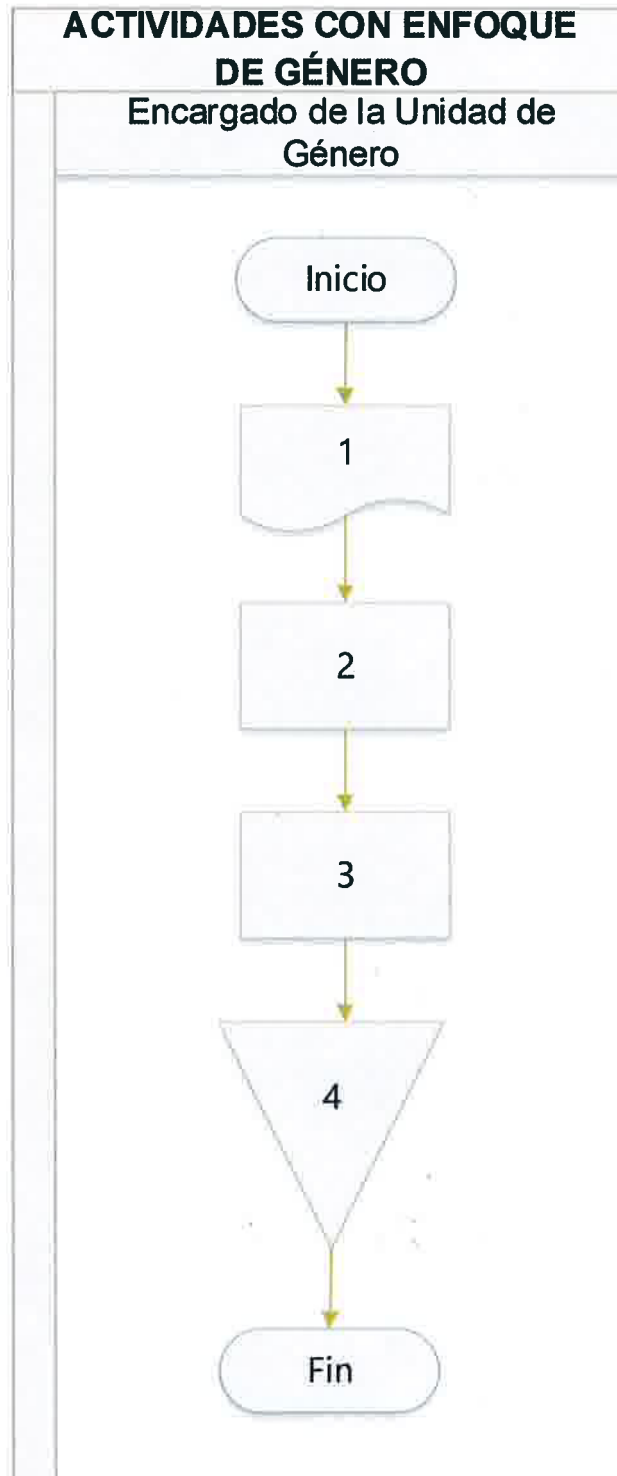 ACTIVIDADES CON ENFOQUE
DE GÉNERO
Encargado de la Unidad de
Género
Inicio
1
2
3
4
Fin